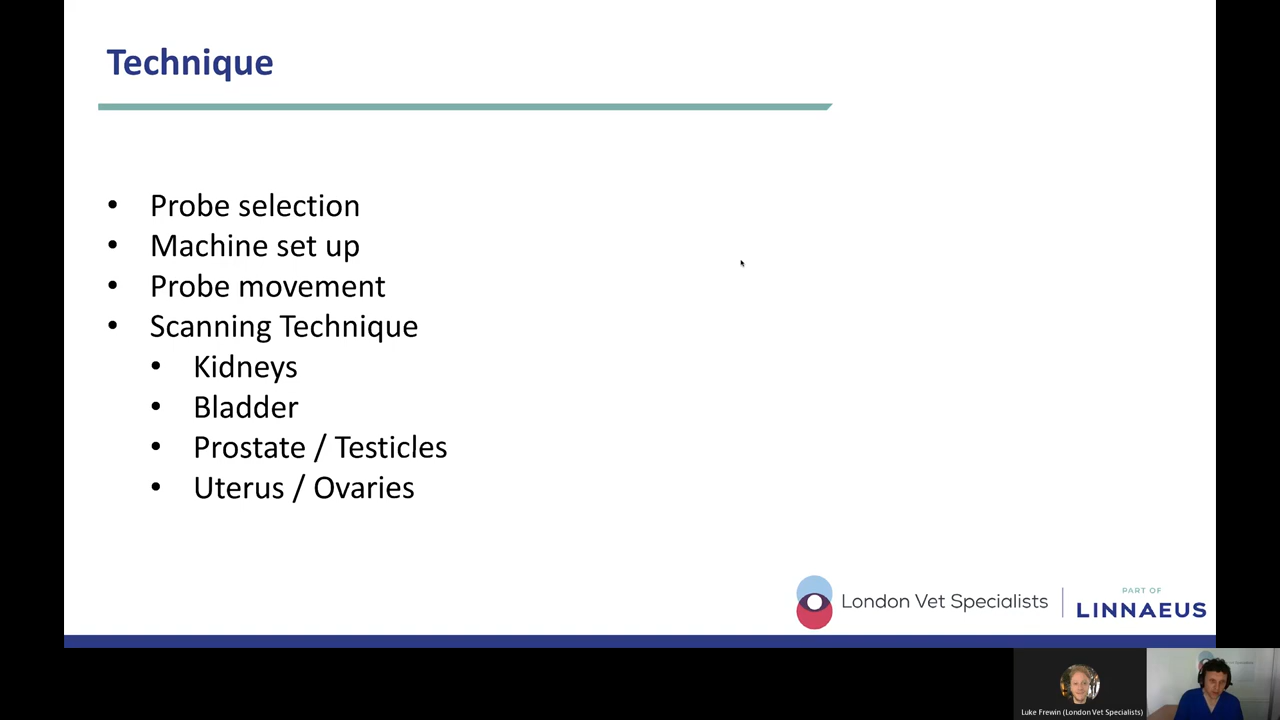 Technique
• Probe selection
• Machine set up
• Probe movement
• Scanning Technique
• Kidneys
• Bladder
• Prostate / Testicles
• Uterus / Ovaries
London Vet Specialists
PART OF
LINNAEUS
Luke Frewin (London Vet Specialists)